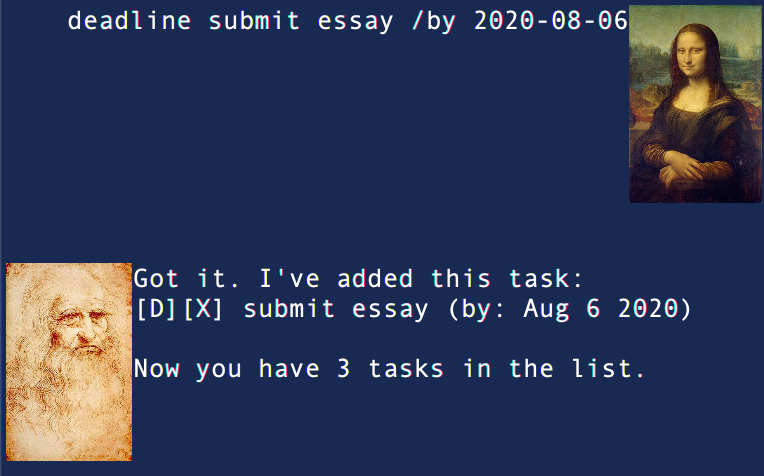 deadline submit essay /by 2020-08-06
Got it. I've added this task:
[D][X] submit essay (by: Aug 6 2020)
Now you have 3 tasks in the list.